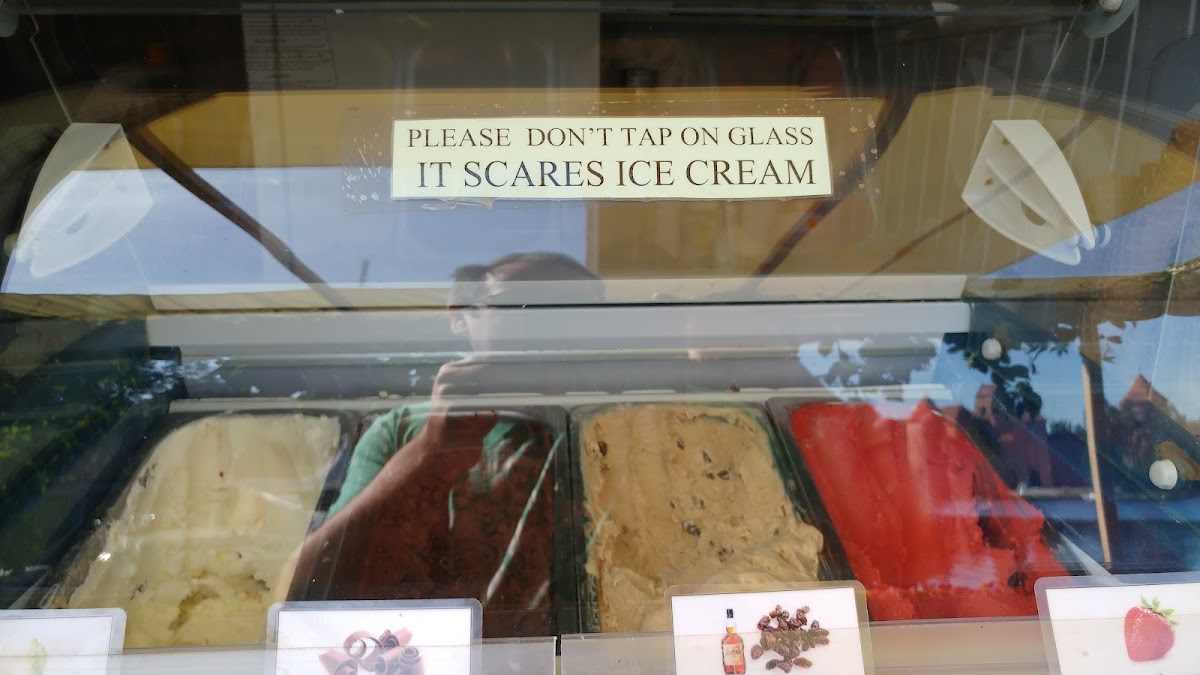 PLEASE DON'T TAP ON GLASS
IT SCARES ICE CREAM